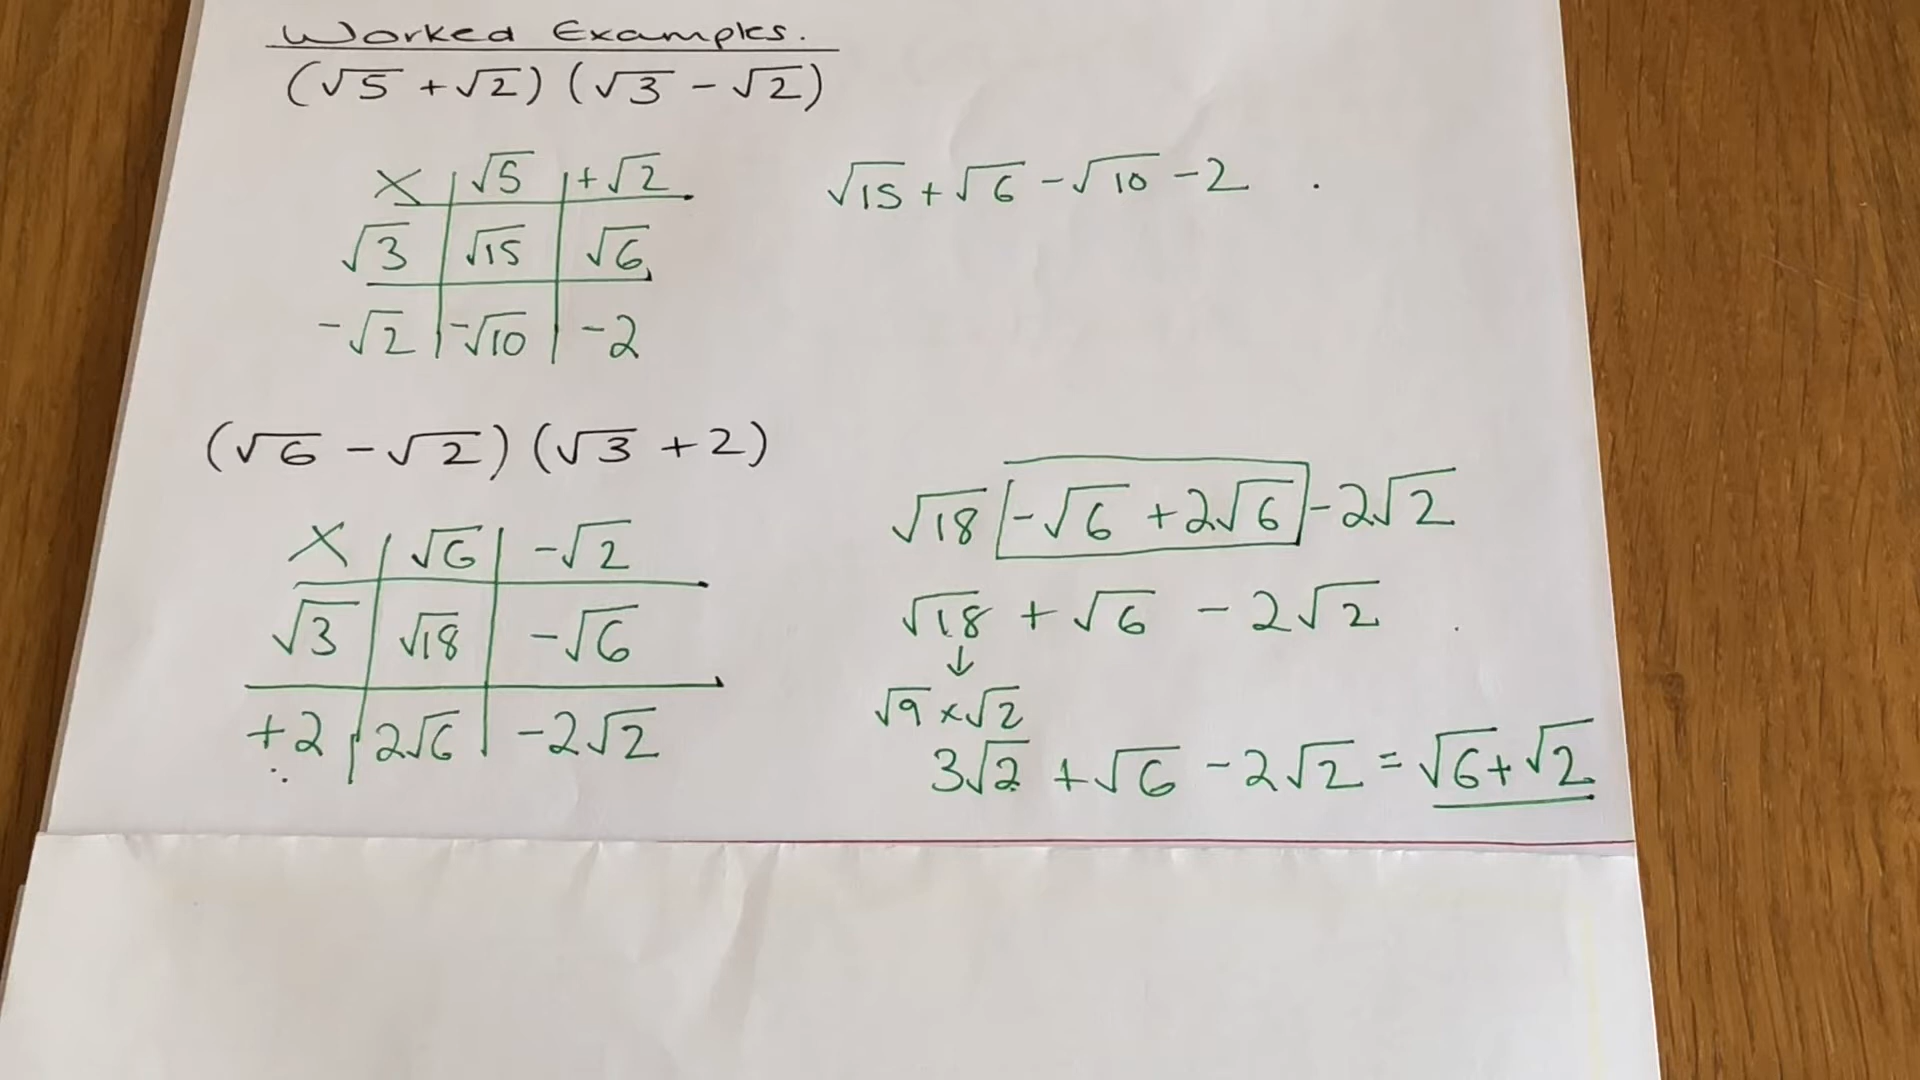 Worked Examples.
(√5 + √2) (√3 - √2)
× √5 +√2
√3 √15 √6
-√2 -√10 -2
√15 + √6 - √10 - 2
(√6 - √2) (√3 + 2)
× √6 -√2
√3 √18 -√6
+2 2√6 -2√2
√18 -√6 +2√6 -2√2
√18 + √6 - 2√2
↓
√9 × √2
3√2 + √6 - 2√2 = √6 + √2